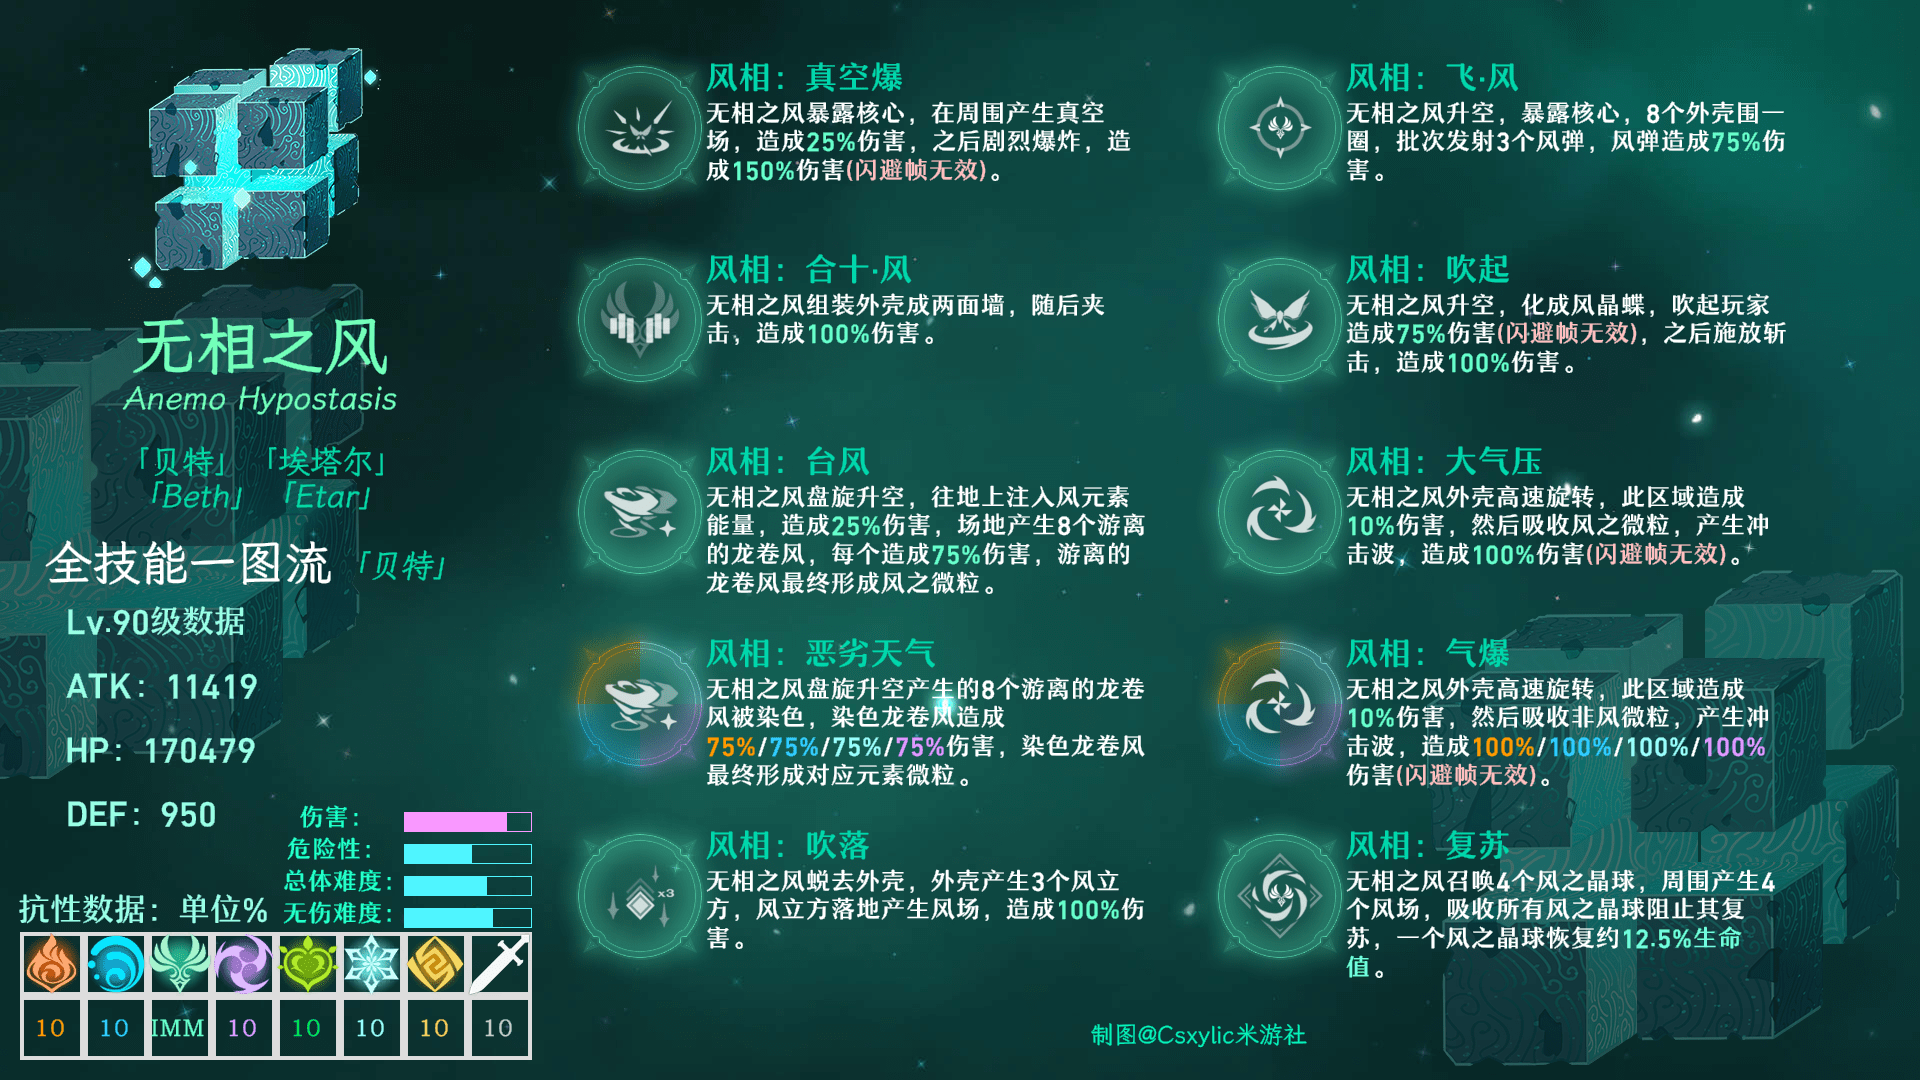 无相之风
Anemo Hypostasis
「贝特」「埃塔尔」
「Beth」「Etar」
全技能一图流「贝特」
Lv.90级数据
ATK：11419
HP：170479
DEF：950
伤害：
危险性：
总体难度：
无伤难度：
抗性数据：单位%
10 10 IMM 10 10 10 10 10
风相：真空爆
无相之风暴露核心，在周围产生真空
场，造成25%伤害，之后剧烈爆炸，造
成150%伤害(闪避帧无效)。
风相：飞·风
无相之风升空，暴露核心，8个外壳围一
圈，批次发射3个风弹，风弹造成75%伤
害。
风相：合十·风
无相之风组装外壳成两面墙，随后夹
击，造成100%伤害。
风相：吹起
无相之风升空，化成风晶蝶，吹起玩家
造成75%伤害(闪避帧无效)，之后施放斩
击，造成100%伤害。
风相：台风
无相之风盘旋升空，往地上注入风元素
能量，造成25%伤害，场地产生8个游离
的龙卷风，每个造成75%伤害，游离的
龙卷风最终形成风之微粒。
风相：大气压
无相之风外壳高速旋转，此区域造成
10%伤害，然后吸收风之微粒，产生冲
击波，造成100%伤害(闪避帧无效)。
风相：恶劣天气
无相之风盘旋升空产生的8个游离的龙卷
风被染色，染色龙卷风造成
75%/75%/75%/75%伤害，染色龙卷风
最终形成对应元素微粒。
风相：气爆
无相之风外壳高速旋转，此区域造成
10%伤害，然后吸收非风微粒，产生冲
击波，造成100%/100%/100%/100%
伤害(闪避帧无效)。
风相：吹落
x3
无相之风蜕去外壳，外壳产生3个风立
方，风立方落地产生风场，造成100%伤
害。
风相：复苏
无相之风召唤4个风之晶球，周围产生4
个风场，吸收所有风之晶球阻止其复
苏，一个风之晶球恢复约12.5%生命
值。
制图@Csxylic米游社